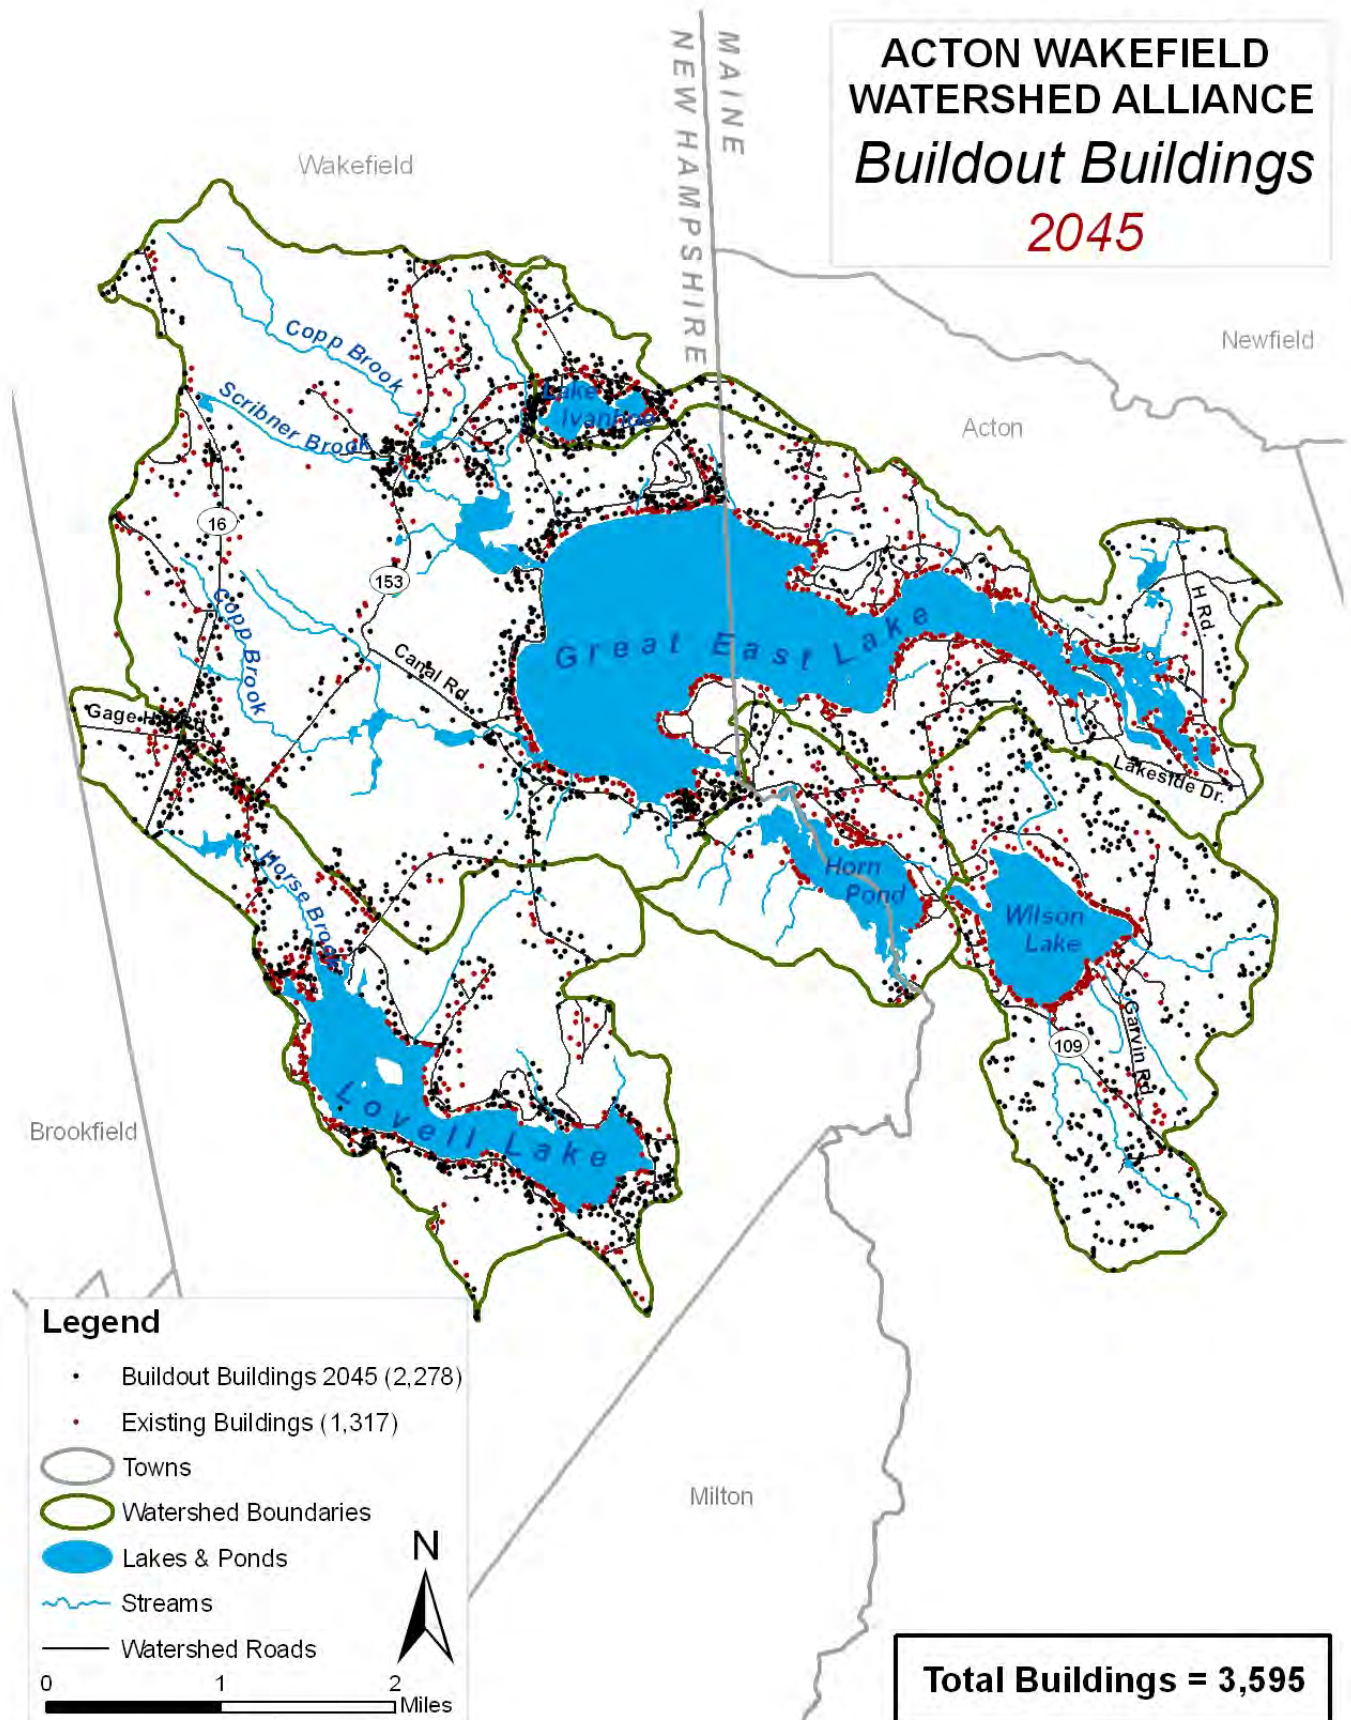 ACTON WAKEFIELD
WATERSHED ALLIANCE
Buildout Buildings
2045
MAINE
NEW HAMPSHIRE
Wakefield
Newfield
Acton
Copp Brook
Scribner Brook
Lake
Ivanhoe
16
153
Copp Brook
Canal Rd.
Great East Lake
H Rd.
Lakeside Dr.
Horse Brook
Horn
Pond
Wilson
Lake
109
Garvin Rd.
Lovell Lake
Brookfield
Milton
Legend
Buildout Buildings 2045 (2,278)
Existing Buildings (1,317)
Towns
Watershed Boundaries
Lakes & Ponds
Streams
Watershed Roads
N
0 1 2
Miles
Total Buildings = 3,595